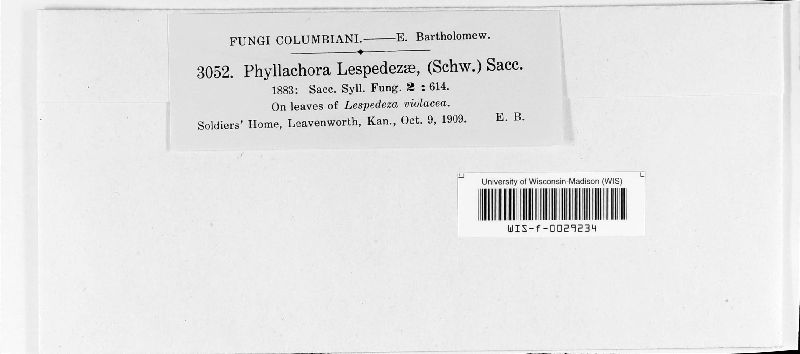 FUNGI COLUMBIANI.——E. Bartholomew.
3052. Phyllachora Lespedezæ, (Schw.) Sacc.
1883: Sacc. Syll. Fung. 2 : 614.
On leaves of Lespedeza violacea.
Soldiers' Home, Leavenworth, Kan., Oct. 9, 1909. E. B.
University of Wisconsin-Madison (WIS)
WIS-f-0029234